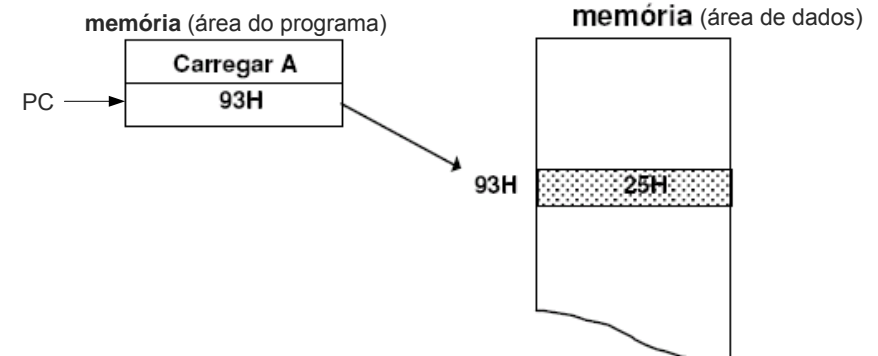 memória (área do programa)
Carregar A
PC
93H
memória (área de dados)
93H
25H